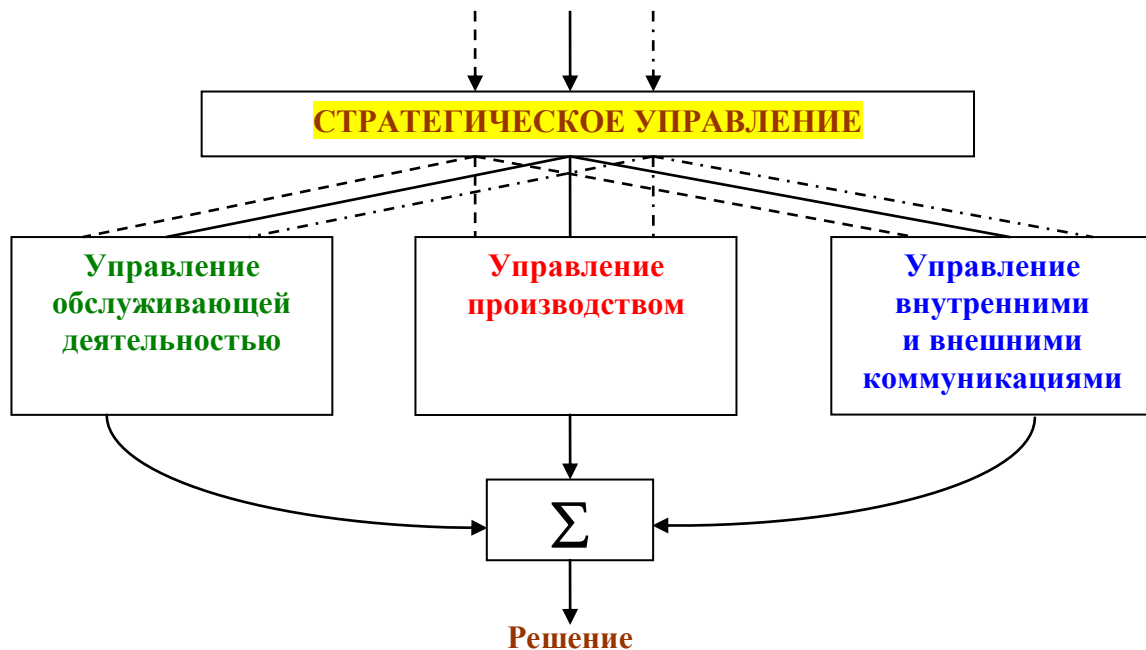 СТРАТЕГИЧЕСКОЕ УПРАВЛЕНИЕ
Управление
обслуживающей
деятельностью
Управление
производством
Управление
внутренними
и внешними
коммуникациями
Σ
Решение